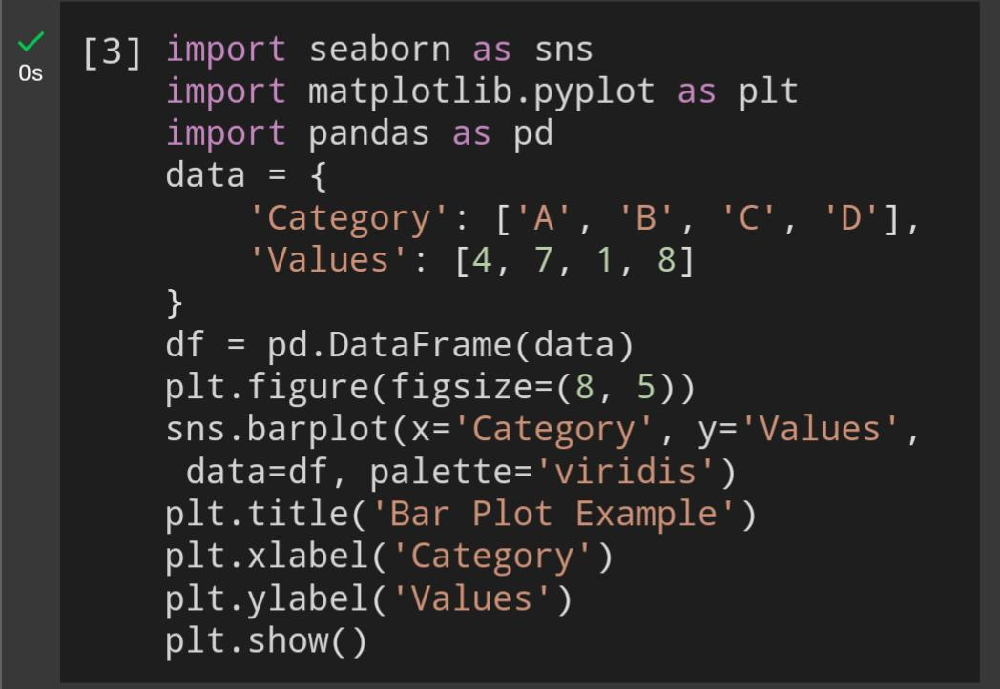 [3] import seaborn as sns
0s
import matplotlib.pyplot as plt
import pandas as pd
data = {
    'Category': ['A', 'B', 'C', 'D'],
    'Values': [4, 7, 1, 8]
}
df = pd.DataFrame(data)
plt.figure(figsize=(8, 5))
sns.barplot(x='Category', y='Values',
 data=df, palette='viridis')
plt.title('Bar Plot Example')
plt.xlabel('Category')
plt.ylabel('Values')
plt.show()